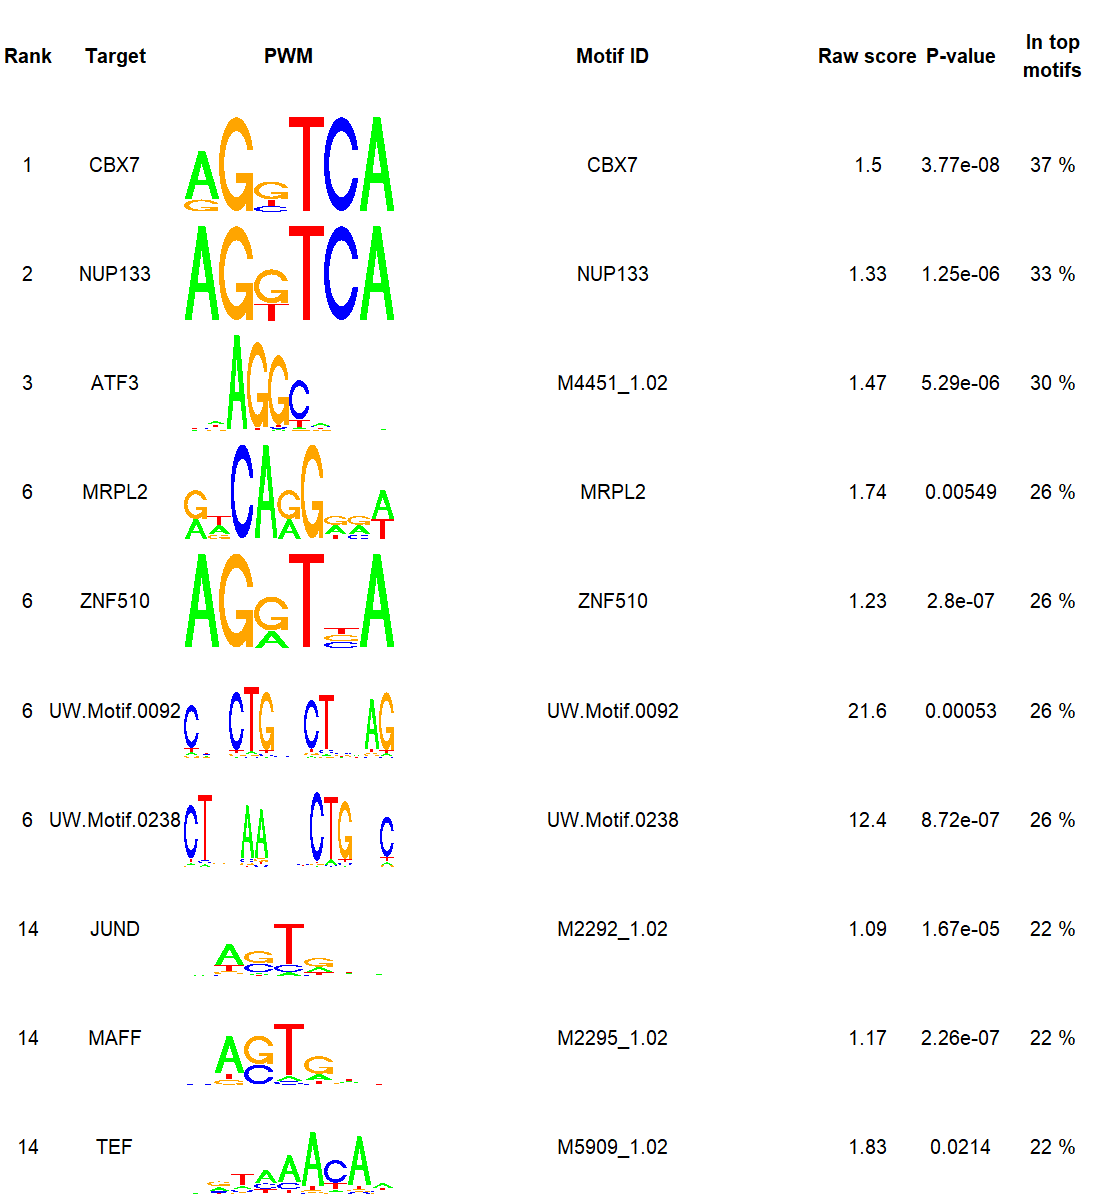 Rank Target PWM Motif ID Raw score P-value In top motifs
1 CBX7 CBX7 1.5 3.77e-08 37 %
2 NUP133 NUP133 1.33 1.25e-06 33 %
3 ATF3 M4451_1.02 1.47 5.29e-06 30 %
6 MRPL2 MRPL2 1.74 0.00549 26 %
6 ZNF510 ZNF510 1.23 2.8e-07 26 %
6 UW.Motif.0092 UW.Motif.0092 21.6 0.00053 26 %
6 UW.Motif.0238 UW.Motif.0238 12.4 8.72e-07 26 %
14 JUND M2292_1.02 1.09 1.67e-05 22 %
14 MAFF M2295_1.02 1.17 2.26e-07 22 %
14 TEF M5909_1.02 1.83 0.0214 22 %